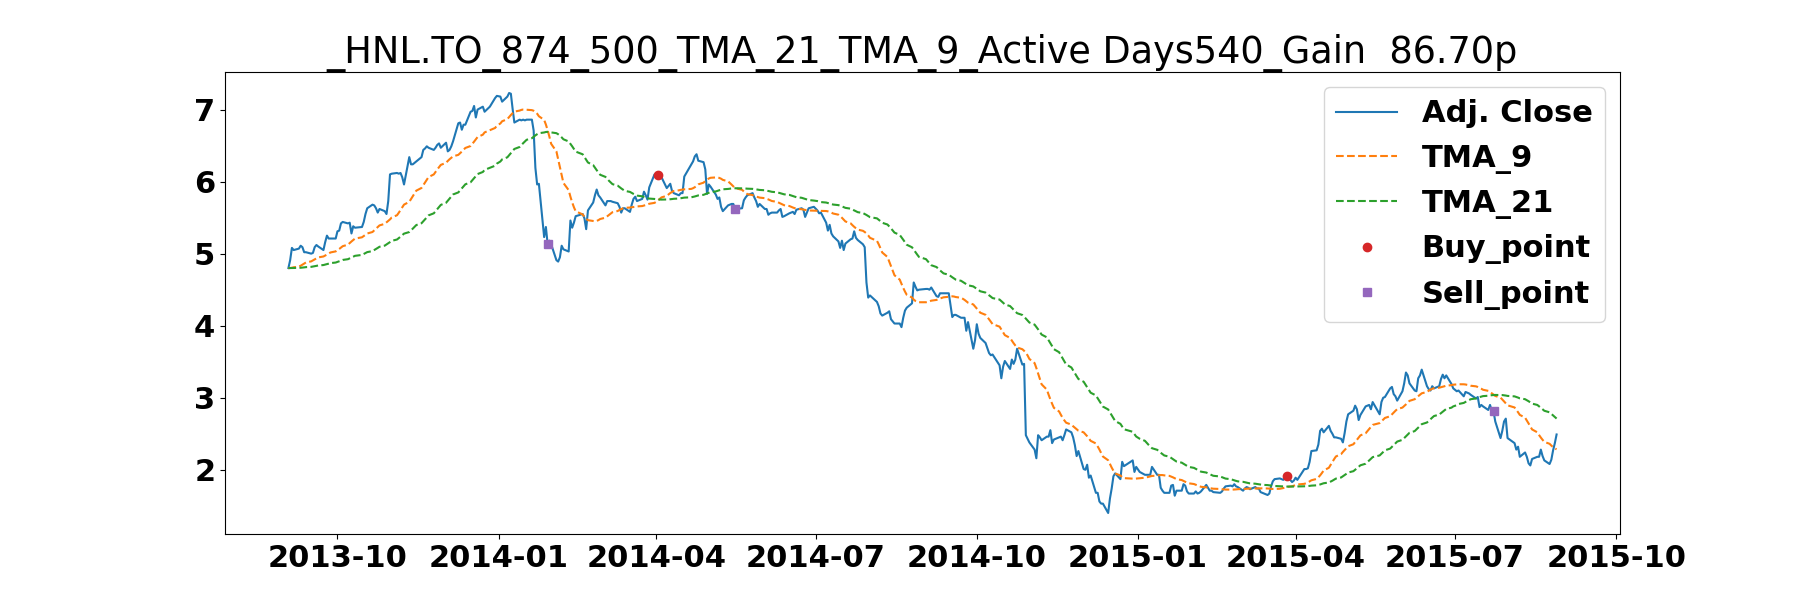 _HNL.TO_874_500_TMA_21_TMA_9_Active Days540_Gain  86.70p
7
6
5
4
3
2
Adj. Close
TMA_9
TMA_21
Buy_point
Sell_point
2013-10 2014-01 2014-04 2014-07 2014-10 2015-01 2015-04 2015-07 2015-10